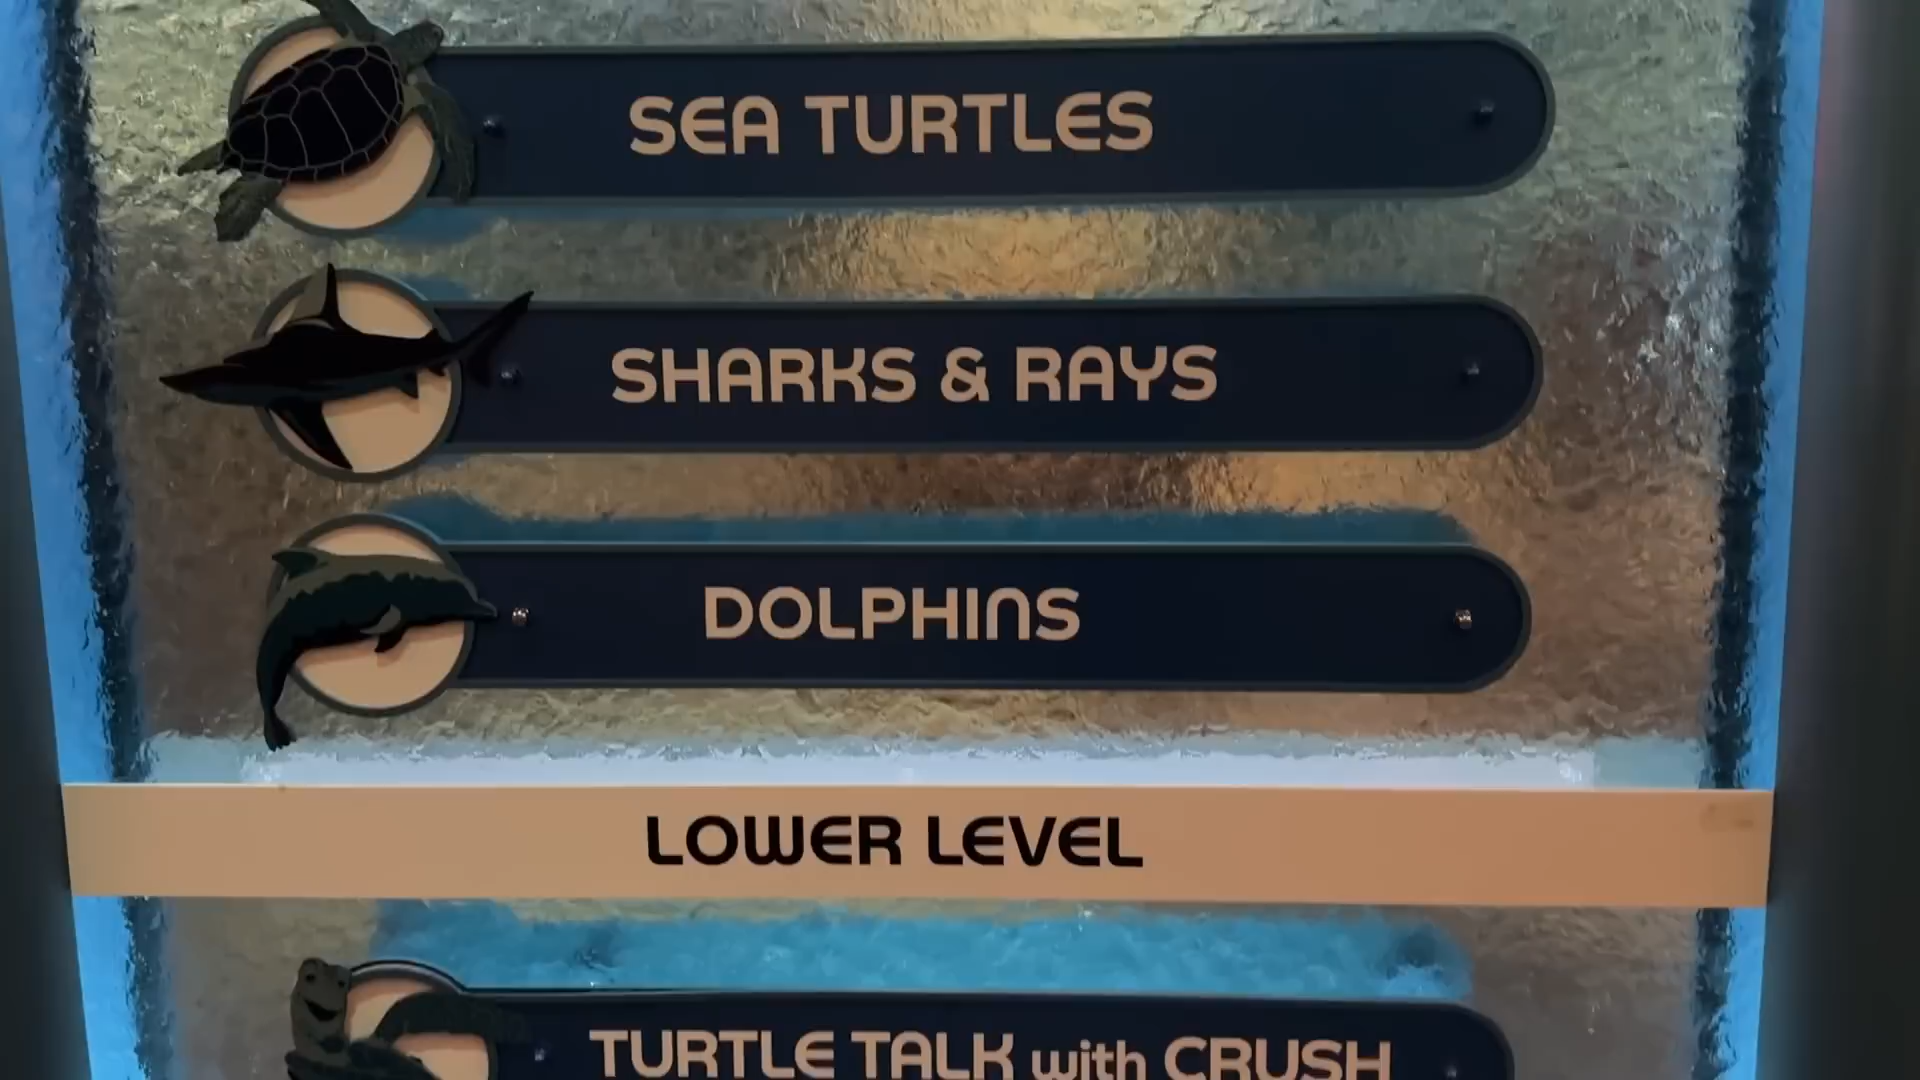 SEA TURTLES
SHARKS & RAYS
DOLPHINS
LOWER LEVEL
TURTLE TALK with CRUSH